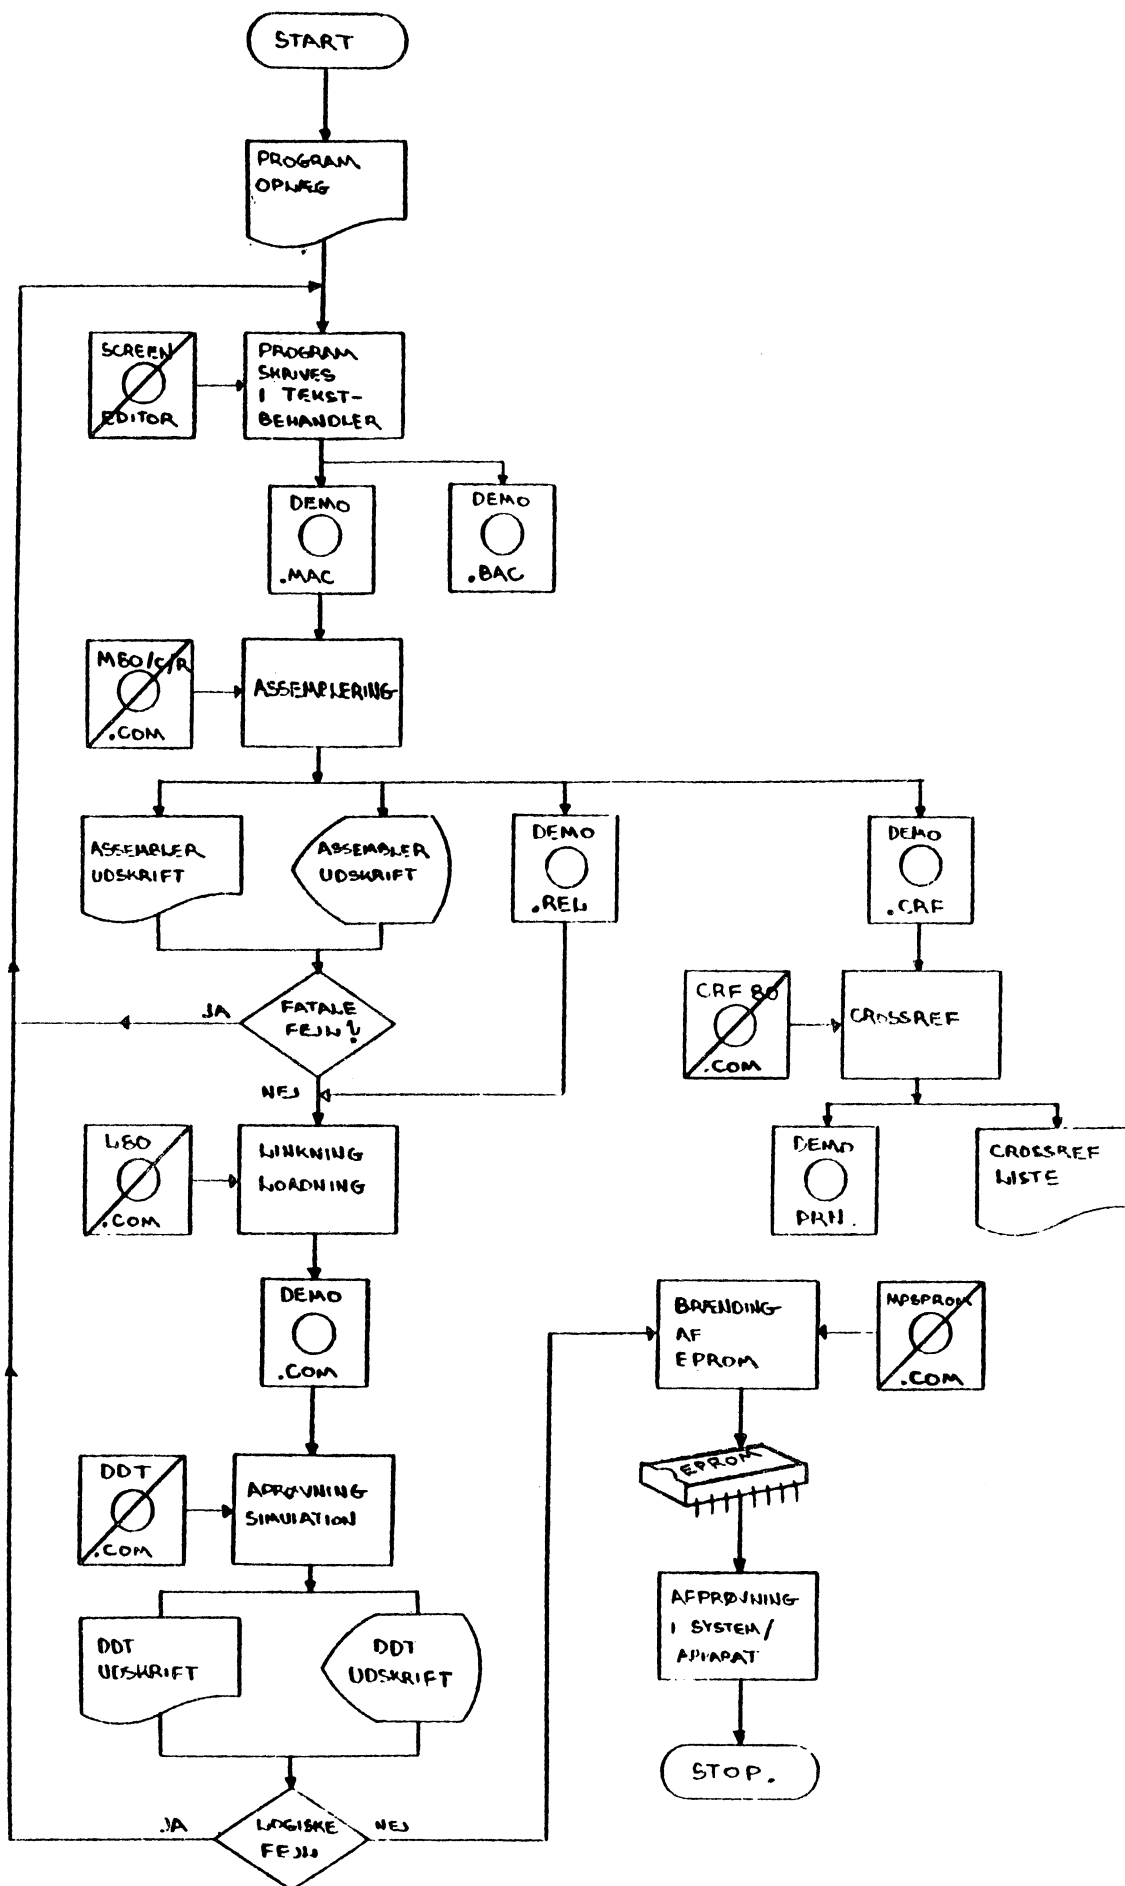 START
PROGRAM
OPLÆG
SCREEN
EDITOR
PROGRAM
SKRIVES
I TEKST-
BEHANDLER
DEMO
.MAC
DEMO
.BAC
M80/C/R
.COM
ASSEMPLERING
ASSEMBLER
UDSKRIFT
ASSEMBLER
UDSKRIFT
DEMO
.REL
DEMO
.CRF
JA
FATALE
FEJL?
NEJ
CRF 80
.COM
CROSSREF
L80
.COM
LINKNING
LOADNING
DEMO
PRN.
CROSSREF
LISTE
DEMO
.COM
BRÆNDING
AF
EPROM
MPSPROM
.COM
EPROM
DDT
.COM
APRØVNING
SIMULATION
AFPRØVNING
I SYSTEM/
APPARAT
DDT
UDSKRIFT
DDT
UDSKRIFT
STOP.
JA
LOGISKE
FEJL
NEJ